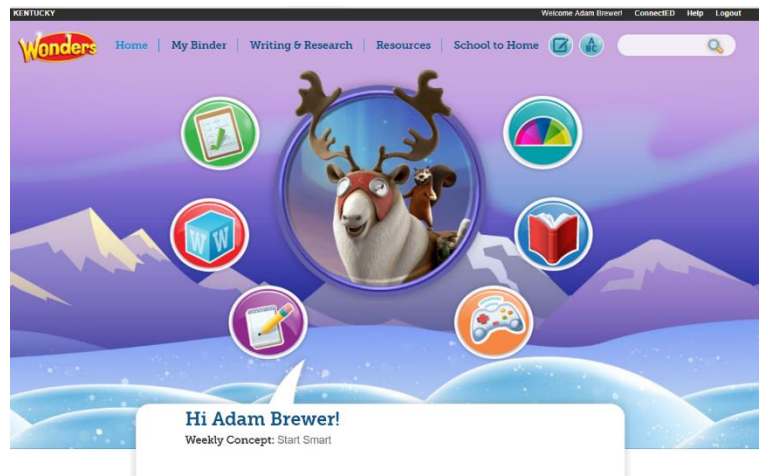 KENTUCKY
Welcome Adam Brewer! ConnectED Help Logout
Wonders Home My Binder Writing & Research Resources School to Home A BC
W W
Hi Adam Brewer!
Weekly Concept: Start Smart